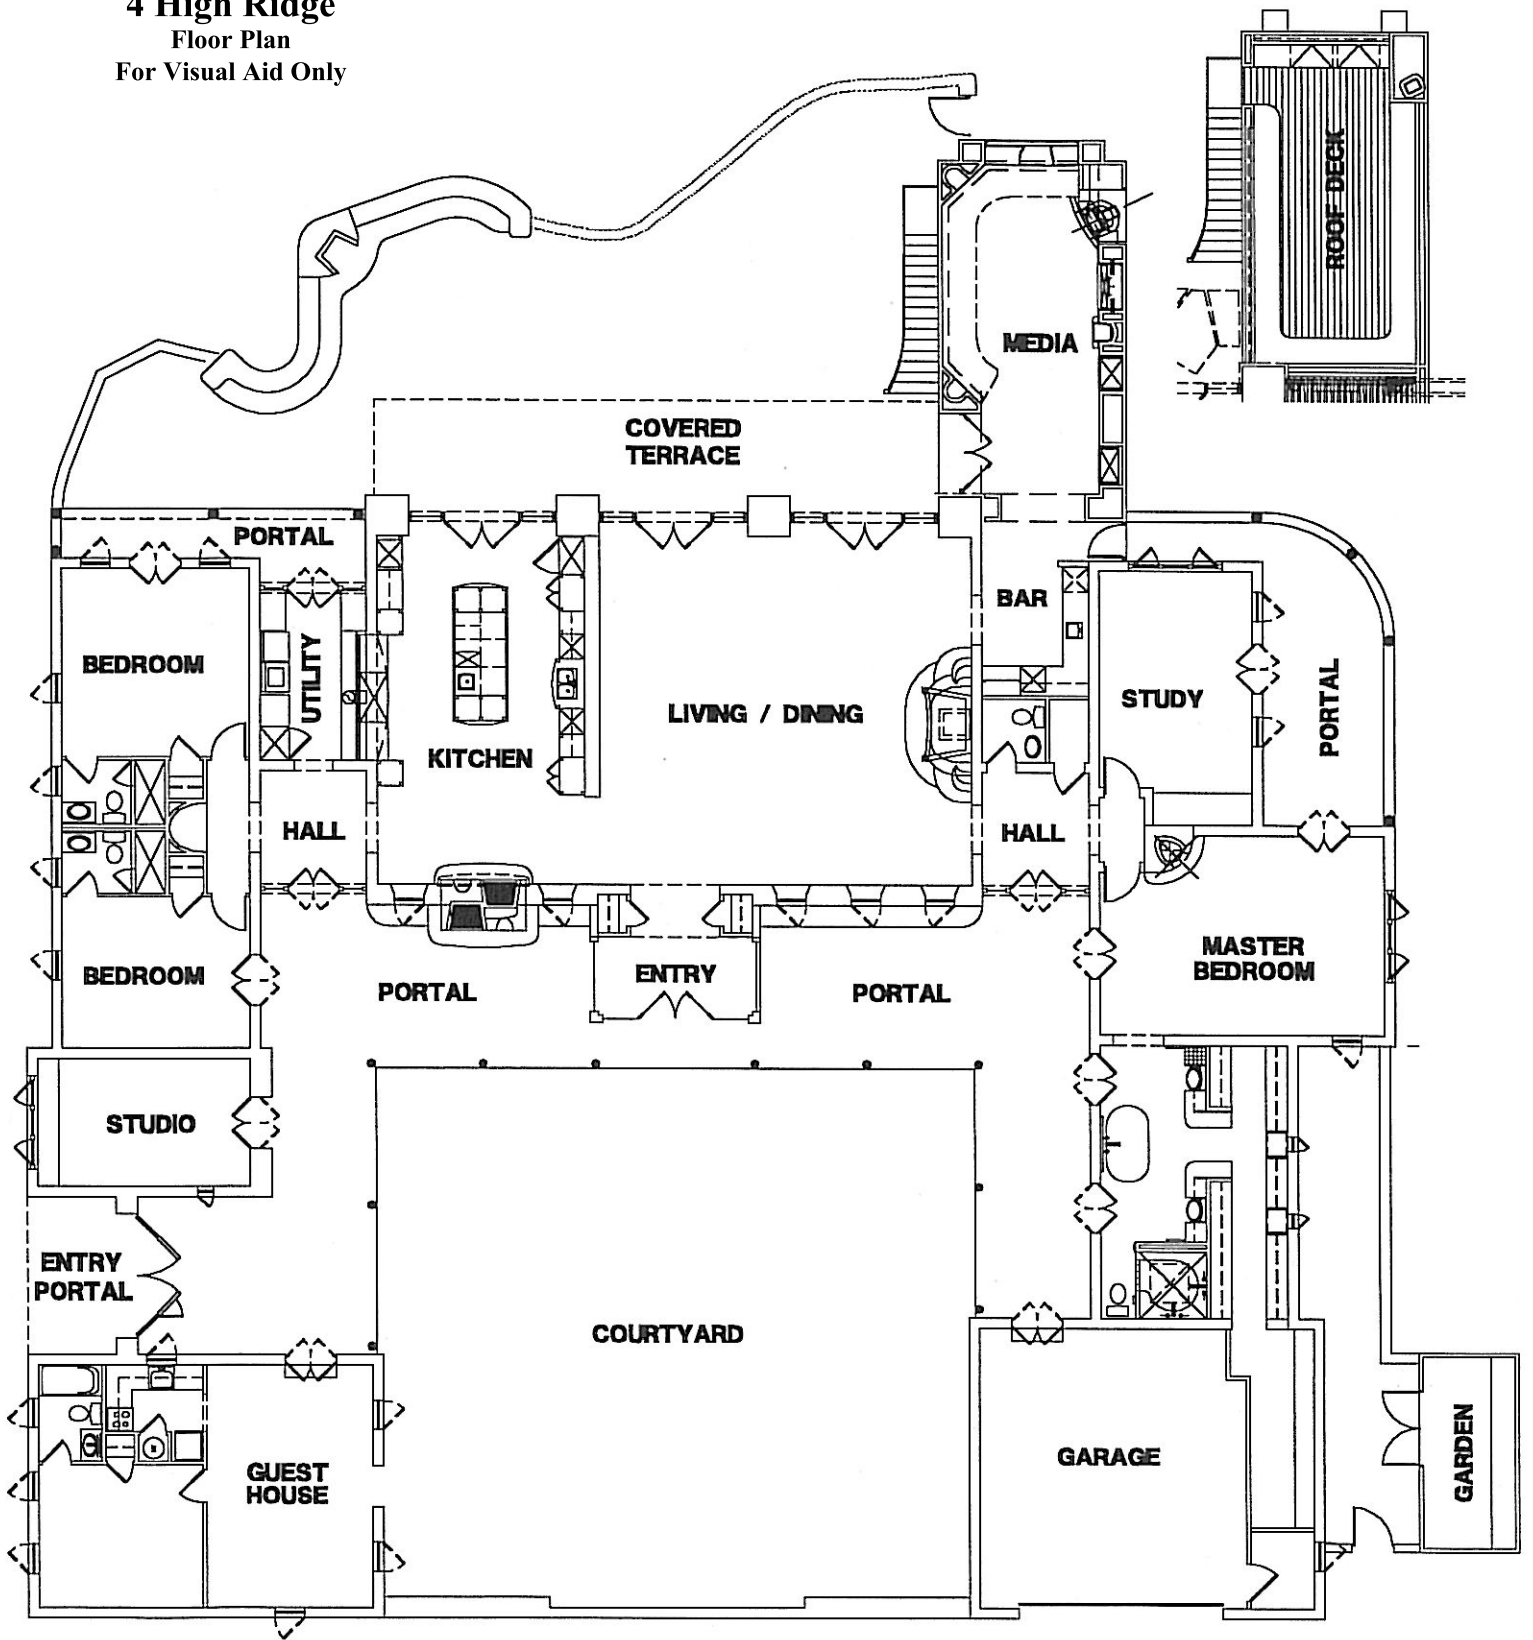 4 High Ridge
Floor Plan
For Visual Aid Only
ROOF DECK
MEDIA
COVERED
TERRACE
PORTAL
BAR
BEDROOM
UTILITY
STUDY
PORTAL
LIVING / DINING
KITCHEN
HALL
HALL
MASTER
BEDROOM
BEDROOM
ENTRY
PORTAL
PORTAL
STUDIO
ENTRY
PORTAL
COURTYARD
GARAGE
GARDEN
GUEST
HOUSE